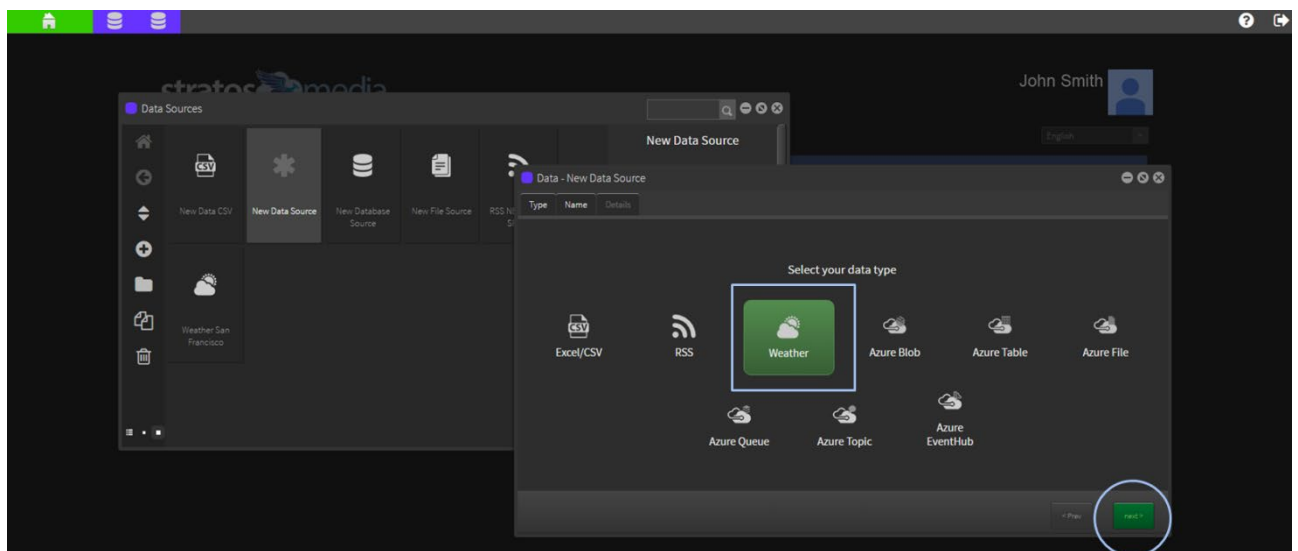 ?
stratos media
John Smith
English
Data Sources
New Data Source
CSV
New Data CSV
New Data Source
New Database
Source
New File Source
Weather San
Francisco
Data - New Data Source
Type
Name
Details
Select your data type
CSV
Excel/CSV
RSS
Weather
Azure Blob
Azure Table
Azure File
Azure Queue
Azure Topic
Azure
EventHub
< Prev
next >